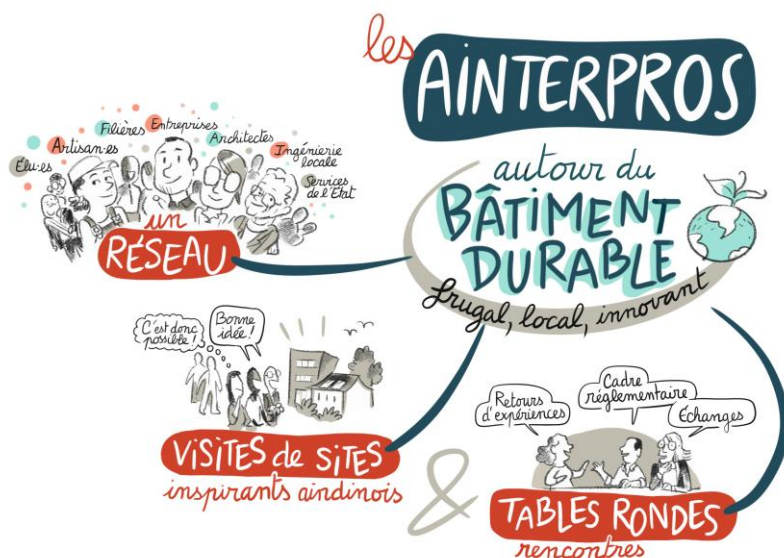 les
AINTERPROS
autour du
BÂTIMENT
DURABLE
frugal, local, innovant
Élu·es
Artisan·es
Filières
Entreprises
Architectes
Ingénierie
locale
Services
de l'État
un
RÉSEAU
C'est donc
possible !
Bonne
idée !
VISITES de SITES
inspirants aindinois
&
Retours
d'expériences
Cadre
réglementaire
Échanges
TABLES RONDES
rencontres